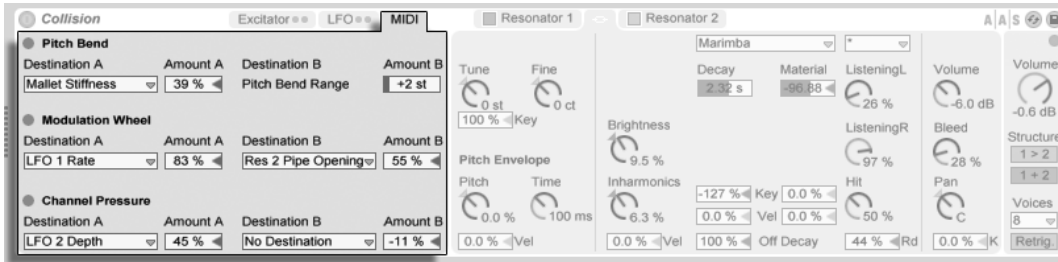 Collision Excitator LFO MIDI Resonator 1 Resonator 2 A A S
Pitch Bend
Destination A Amount A Destination B Amount B
Mallet Stiffness 39 % Pitch Bend Range +2 st
Modulation Wheel
Destination A Amount A Destination B Amount B
LFO 1 Rate 83 % Res 2 Pipe Opening 55 %
Channel Pressure
Destination A Amount A Destination B Amount B
LFO 2 Depth 45 % No Destination -11 %
Tune Fine
0 st 0 ct
100 % Key
Pitch Envelope
Pitch Time
0.0 % 100 ms
0.0 % Vel
Brightness
9.5 %
Inharmonics
6.3 %
0.0 % Vel
Marimba *
Decay Material ListeningL
2.32 s -96.88 26 %
ListeningR
97 %
Hit
-127 % Key 0.0 %
0.0 % Vel 0.0 % 50 %
100 % Off Decay 44 % Rd
Volume
-6.0 dB
Bleed
28 %
Pan
C
0.0 % K
Volume
-0.6 dB
Structure
1 > 2
1 + 2
Voices
8
Retrig.